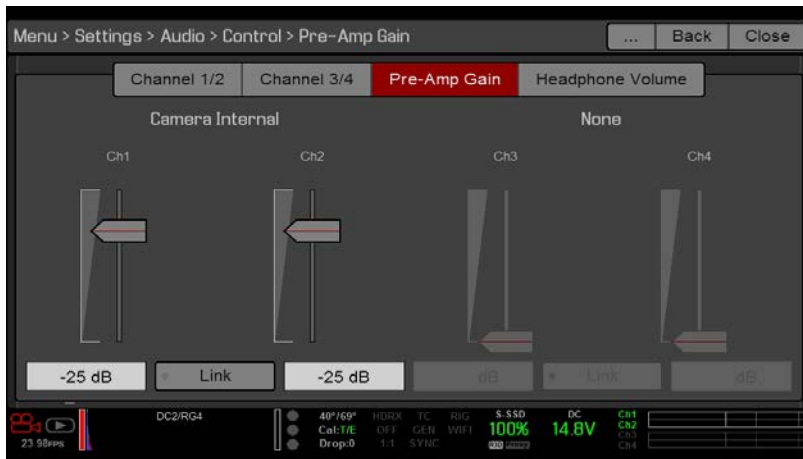 Menu > Settings > Audio > Control > Pre-Amp Gain ... Back Close
Channel 1/2 Channel 3/4 Pre-Amp Gain Headphone Volume
Camera Internal None
Ch1 Ch2 Ch3 Ch4
-25 dB Link -25 dB dB Link dB
DC2/RG4 40°/69° HDRX TC RIG S-SSD DC Ch1
Cal:T/E OFT GEN WIFI 100% 14.8V Ch2
23.98FPS Drop:0 1:1 SYNC R3D Ch3
Ch4